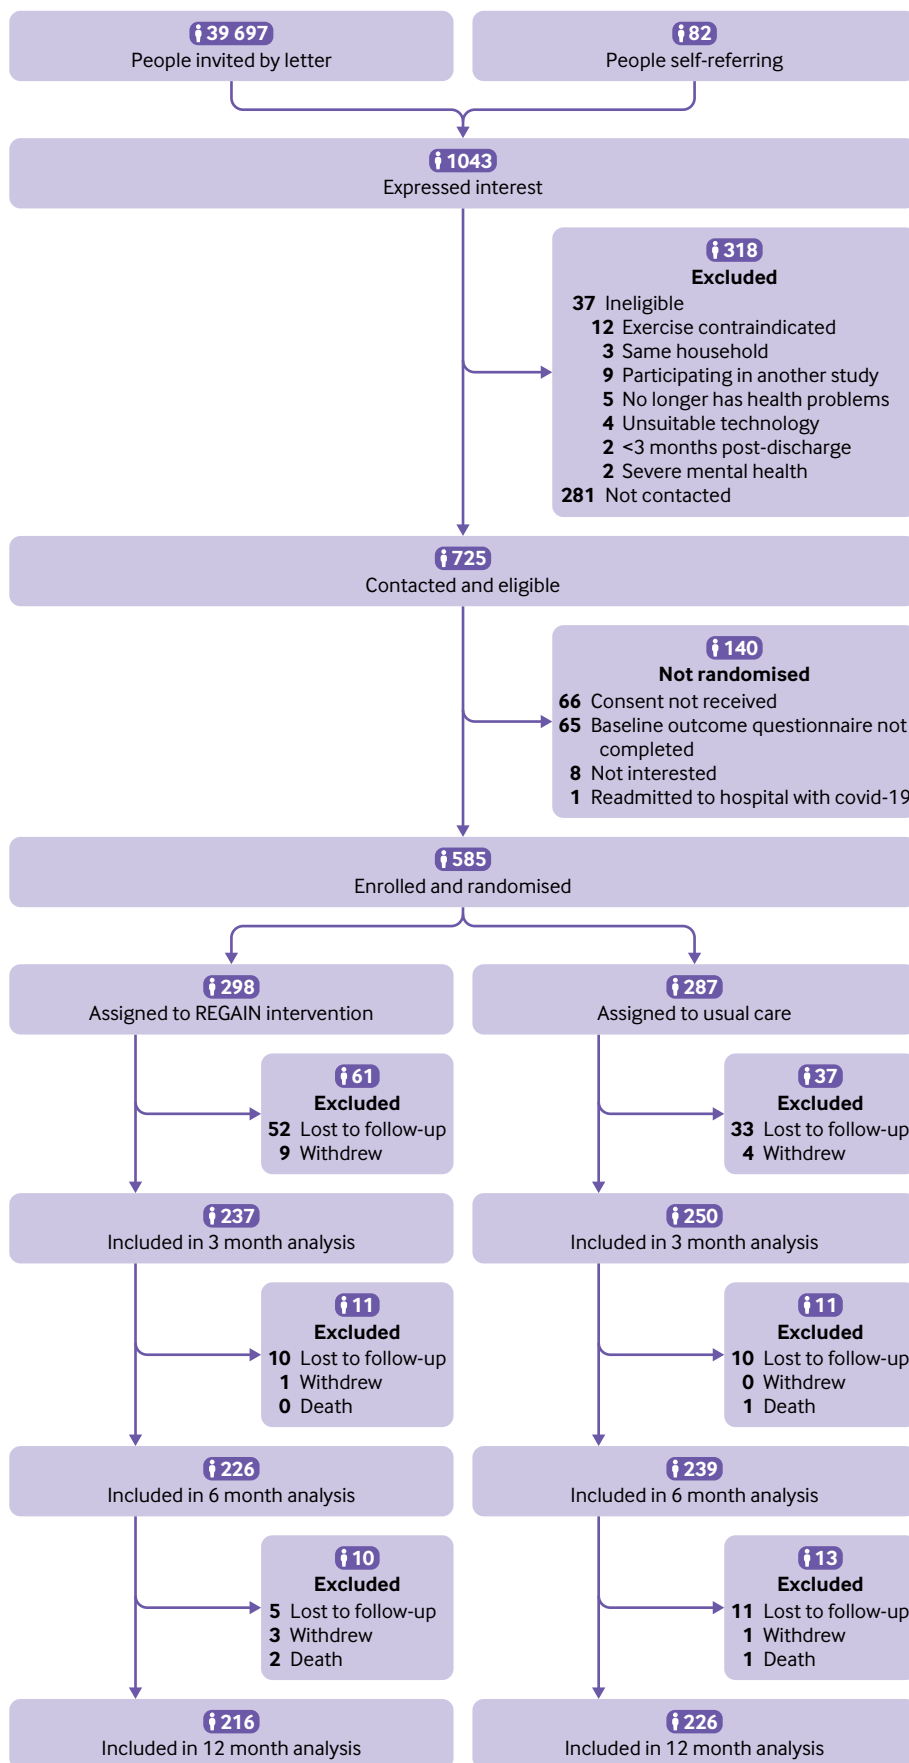 39 697
People invited by letter
82
People self-referring
1043
Expressed interest
318
Excluded
37 Ineligible
12 Exercise contraindicated
3 Same household
9 Participating in another study
5 No longer has health problems
4 Unsuitable technology
2 <3 months post-discharge
2 Severe mental health
281 Not contacted
725
Contacted and eligible
140
Not randomised
66 Consent not received
65 Baseline outcome questionnaire not
completed
8 Not interested
1 Readmitted to hospital with covid-19
585
Enrolled and randomised
298
Assigned to REGAIN intervention
287
Assigned to usual care
61
Excluded
52 Lost to follow-up
9 Withdrew
37
Excluded
33 Lost to follow-up
4 Withdrew
237
Included in 3 month analysis
250
Included in 3 month analysis
11
Excluded
10 Lost to follow-up
1 Withdrew
0 Death
11
Excluded
10 Lost to follow-up
0 Withdrew
1 Death
226
Included in 6 month analysis
239
Included in 6 month analysis
10
Excluded
5 Lost to follow-up
3 Withdrew
2 Death
13
Excluded
11 Lost to follow-up
1 Withdrew
1 Death
216
Included in 12 month analysis
226
Included in 12 month analysis